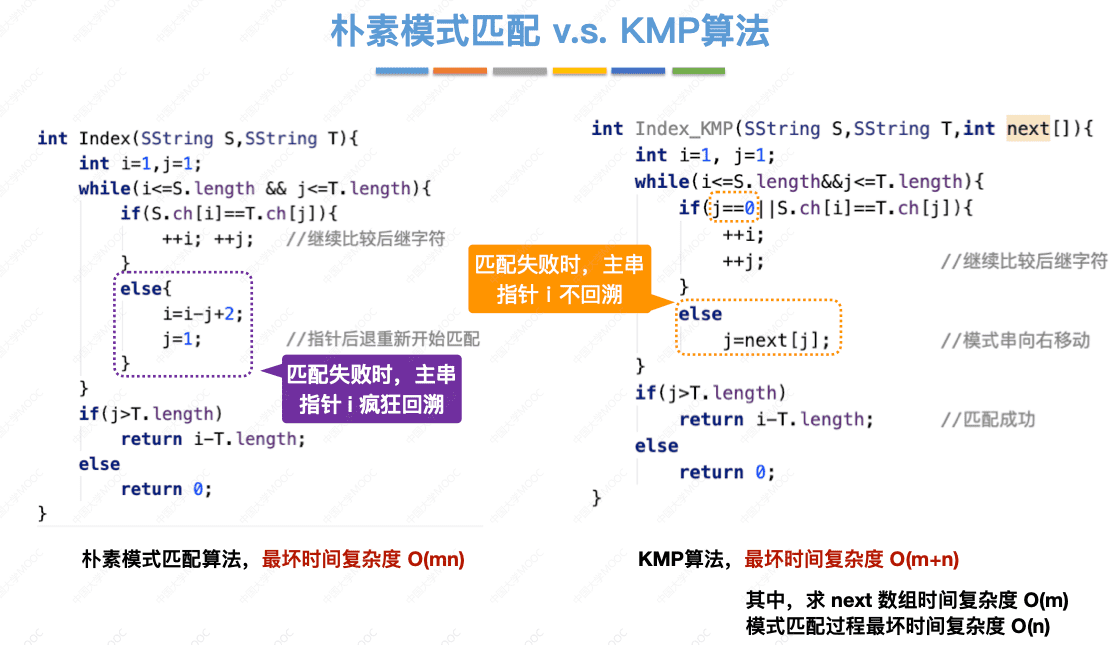 朴素模式匹配 v.s. KMP算法
int Index(SString S,SString T){
    int i=1,j=1;
    while(i<=S.length && j<=T.length){
        if(S.ch[i]==T.ch[j]){
            ++i; ++j;    //继续比较后继字符
        }
        else{
            i=i-j+2;
            j=1;        //指针后退重新开始匹配
        }
    }
    if(j>T.length)
        return i-T.length;
    else
        return 0;
}
匹配失败时，主串
指针 i 疯狂回溯
朴素模式匹配算法，最坏时间复杂度 O(mn)
int Index_KMP(SString S,SString T,int next[]){
    int i=1, j=1;
    while(i<=S.length&&j<=T.length){
        if(j==0||S.ch[i]==T.ch[j]){
            ++i;
            ++j;                //继续比较后继字符
        }
        else
            j=next[j];          //模式串向右移动
    }
    if(j>T.length)
        return i-T.length;      //匹配成功
    else
        return 0;
}
匹配失败时，主串
指针 i 不回溯
KMP算法，最坏时间复杂度 O(m+n)
其中，求 next 数组时间复杂度 O(m)
模式匹配过程最坏时间复杂度 O(n)
中国大学MOOC